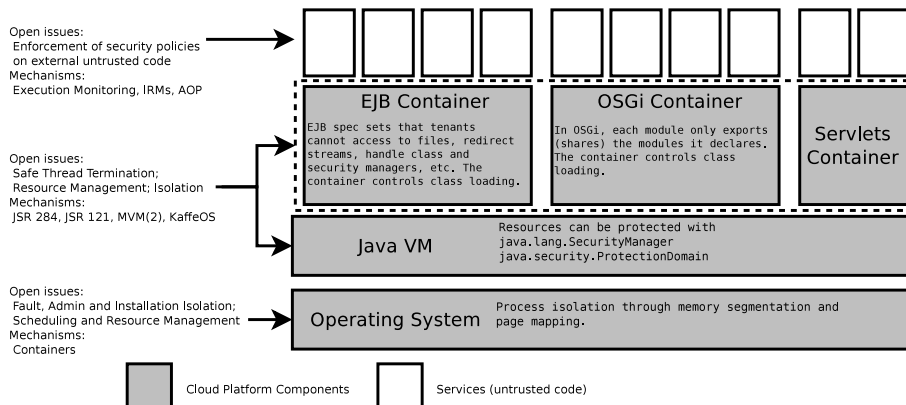 Open issues:
Enforcement of security policies
on external untrusted code
Mechanisms:
Execution Monitoring, IRMs, AOP
EJB Container
EJB spec sets that tenants
cannot access to files, redirect
streams, handle class and
security managers, etc. The
container controls class loading.
OSGi Container
In OSGi, each module only exports
(shares) the modules it declares.
The container controls class
loading.
Servlets
Container
Open issues:
Safe Thread Termination;
Resource Management; Isolation
Mechanisms:
JSR 284, JSR 121, MVM(2), KaffeOS
Java VM
Resources can be protected with
java.lang.SecurityManager
java.security.ProtectionDomain
Open issues:
Fault, Admin and Installation Isolation;
Scheduling and Resource Management
Mechanisms:
Containers
Operating System
Process isolation through memory segmentation and
page mapping.
Cloud Platform Components
Services (untrusted code)